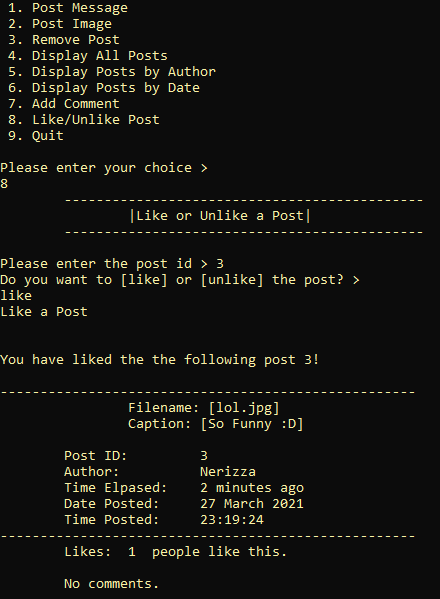 1. Post Message
2. Post Image
3. Remove Post
4. Display All Posts
5. Display Posts by Author
6. Display Posts by Date
7. Add Comment
8. Like/Unlike Post
9. Quit
Please enter your choice >
8
---------------------------------------------
|Like or Unlike a Post|
---------------------------------------------
Please enter the post id > 3
Do you want to [like] or [unlike] the post? >
like
Like a Post
You have liked the the following post 3!
----------------------------------------------------
Filename: [lol.jpg]
Caption: [So Funny :D]
Post ID: 3
Author: Nerizza
Time Elpased: 2 minutes ago
Date Posted: 27 March 2021
Time Posted: 23:19:24
----------------------------------------------------
Likes: 1 people like this.
No comments.